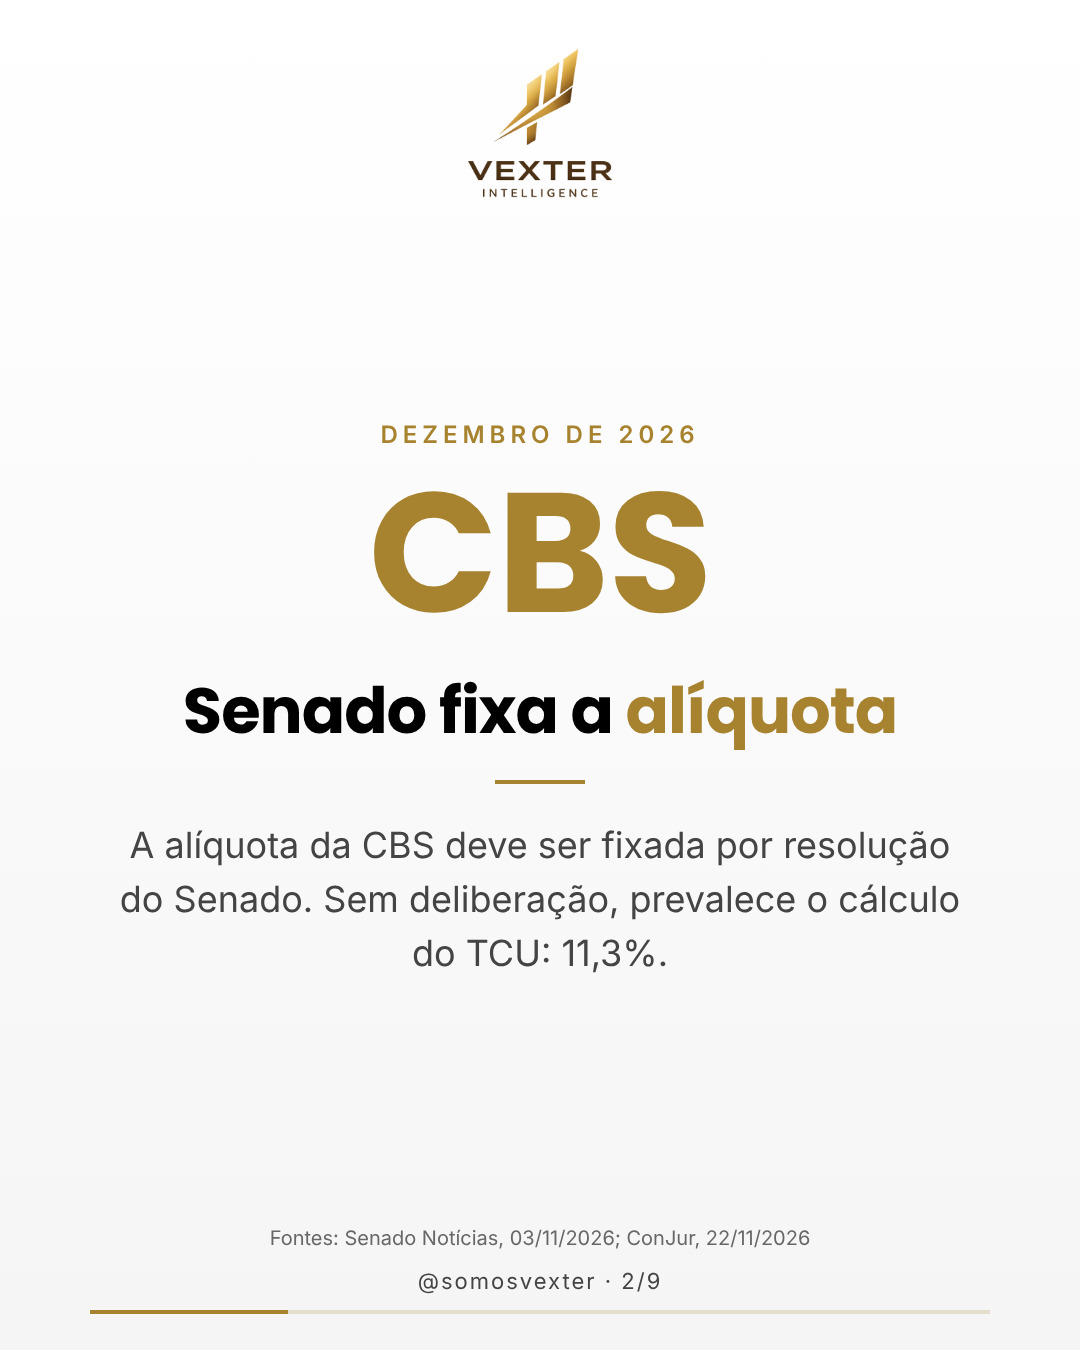 VEXTER
INTELLIGENCE
DEZEMBRO DE 2026
CBS
Senado fixa a alíquota
A alíquota da CBS deve ser fixada por resolução
do Senado. Sem deliberação, prevalece o cálculo
do TCU: 11,3%.
Fontes: Senado Notícias, 03/11/2026; ConJur, 22/11/2026
@somosvexter · 2/9